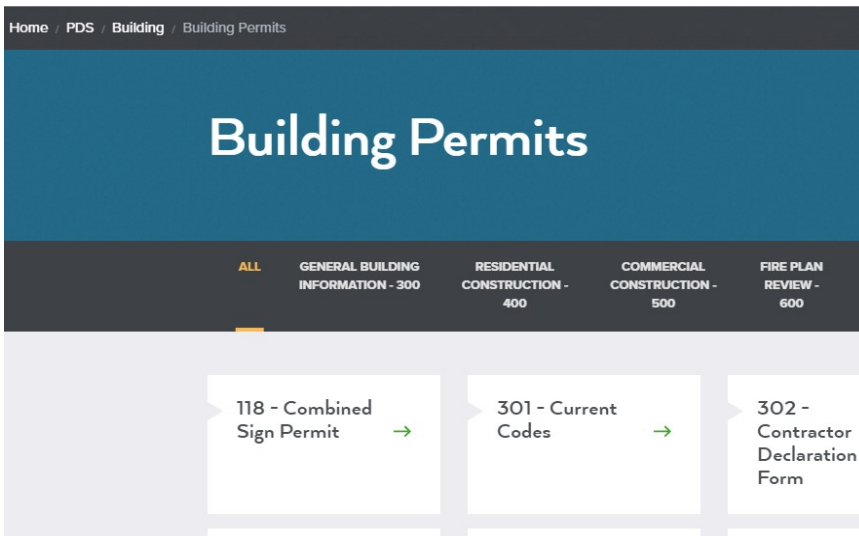 Home / PDS / Building / Building Permits
Building Permits
ALL
GENERAL BUILDING
INFORMATION - 300
RESIDENTIAL
CONSTRUCTION -
400
COMMERCIAL
CONSTRUCTION -
500
FIRE PLAN
REVIEW -
600
118 - Combined
Sign Permit →
301 - Current
Codes →
302 -
Contractor
Declaration
Form